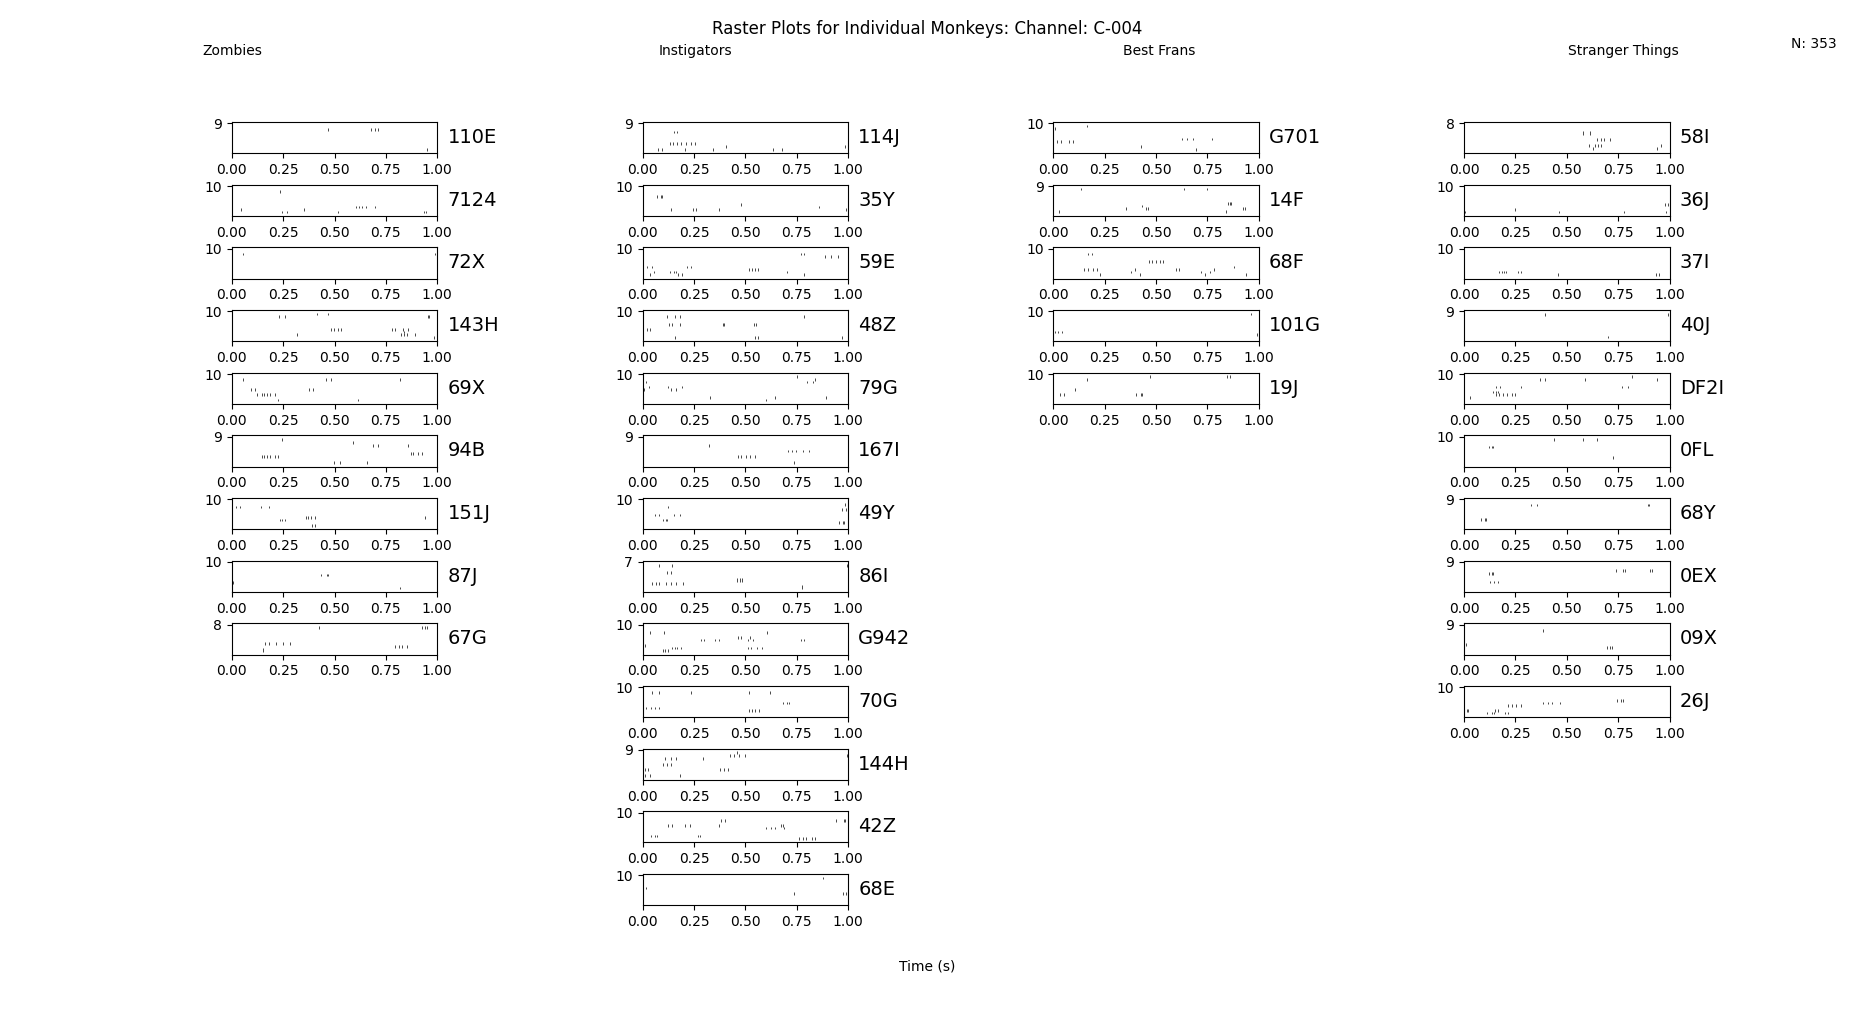 Raster Plots for Individual Monkeys: Channel: C-004
N: 353
Zombies Instigators Best Frans Stranger Things
9 110E 9 114J 10 G701 8 58I
0.00 0.25 0.50 0.75 1.00 0.00 0.25 0.50 0.75 1.00 0.00 0.25 0.50 0.75 1.00 0.00 0.25 0.50 0.75 1.00
10 7124 10 35Y 9 14F 10 36J
0.00 0.25 0.50 0.75 1.00 0.00 0.25 0.50 0.75 1.00 0.00 0.25 0.50 0.75 1.00 0.00 0.25 0.50 0.75 1.00
10 72X 10 59E 10 68F 10 37I
0.00 0.25 0.50 0.75 1.00 0.00 0.25 0.50 0.75 1.00 0.00 0.25 0.50 0.75 1.00 0.00 0.25 0.50 0.75 1.00
10 143H 10 48Z 10 101G 9 40J
0.00 0.25 0.50 0.75 1.00 0.00 0.25 0.50 0.75 1.00 0.00 0.25 0.50 0.75 1.00 0.00 0.25 0.50 0.75 1.00
10 69X 10 79G 10 19J 10 DF2I
0.00 0.25 0.50 0.75 1.00 0.00 0.25 0.50 0.75 1.00 0.00 0.25 0.50 0.75 1.00 0.00 0.25 0.50 0.75 1.00
9 94B 9 167I 10 0FL
0.00 0.25 0.50 0.75 1.00 0.00 0.25 0.50 0.75 1.00 0.00 0.25 0.50 0.75 1.00
10 151J 10 49Y 9 68Y
0.00 0.25 0.50 0.75 1.00 0.00 0.25 0.50 0.75 1.00 0.00 0.25 0.50 0.75 1.00
10 87J 7 86I 9 0EX
0.00 0.25 0.50 0.75 1.00 0.00 0.25 0.50 0.75 1.00 0.00 0.25 0.50 0.75 1.00
8 67G 10 G942 9 09X
0.00 0.25 0.50 0.75 1.00 0.00 0.25 0.50 0.75 1.00 0.00 0.25 0.50 0.75 1.00
10 70G 10 26J
0.00 0.25 0.50 0.75 1.00 0.00 0.25 0.50 0.75 1.00
9 144H
0.00 0.25 0.50 0.75 1.00
10 42Z
0.00 0.25 0.50 0.75 1.00
10 68E
0.00 0.25 0.50 0.75 1.00
Time (s)